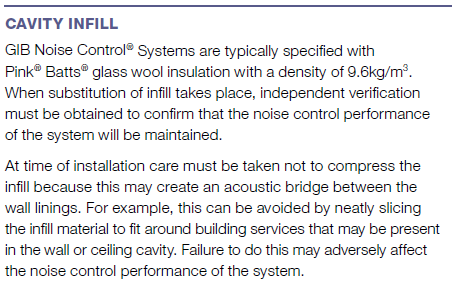 CAVITY INFILL
GIB Noise Control® Systems are typically specified with
Pink® Batts® glass wool insulation with a density of 9.6kg/m³.
When substitution of infill takes place, independent verification
must be obtained to confirm that the noise control performance
of the system will be maintained.
At time of installation care must be taken not to compress the
infill because this may create an acoustic bridge between the
wall linings. For example, this can be avoided by neatly slicing
the infill material to fit around building services that may be present
in the wall or ceiling cavity. Failure to do this may adversely affect
the noise control performance of the system.